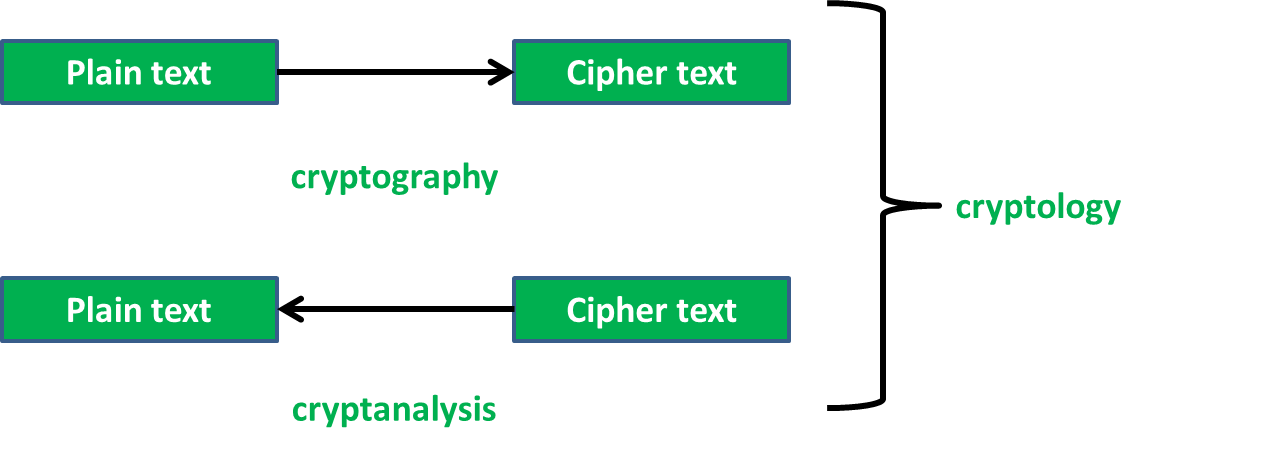 Plain text
Cipher text
cryptography
cryptology
Plain text
Cipher text
cryptanalysis